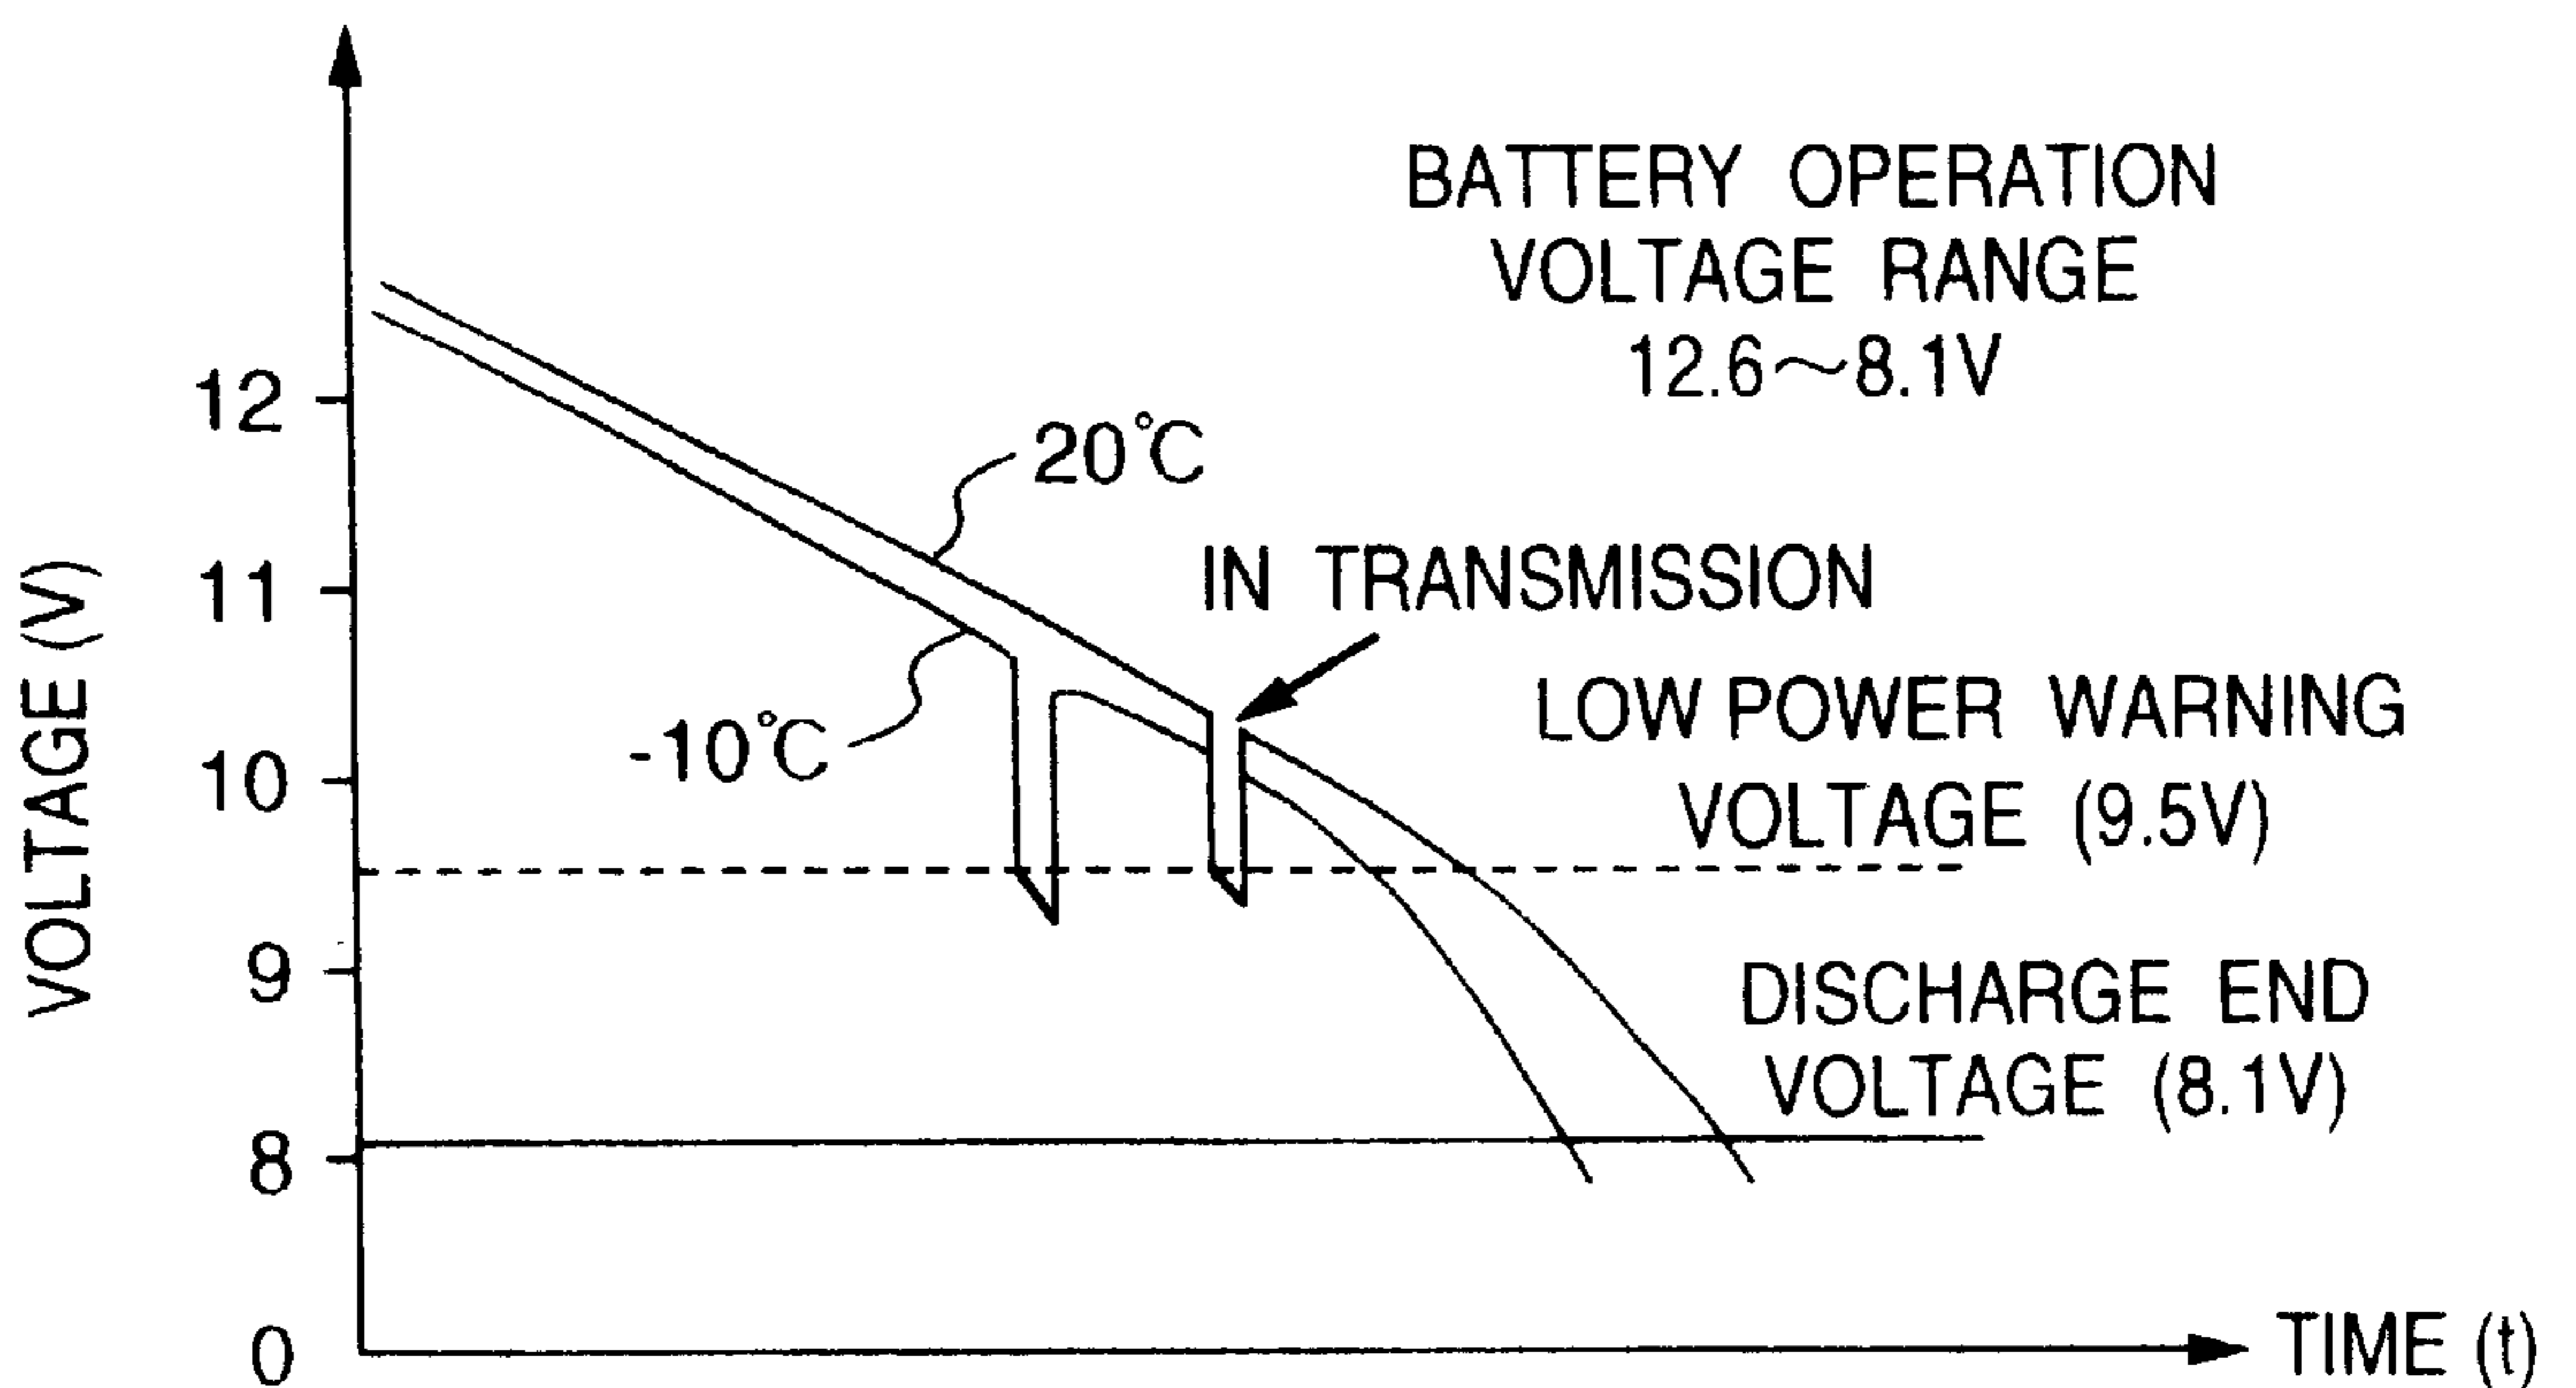 BATTERY OPERATION
VOLTAGE RANGE
12.6～8.1V
12
20℃
IN TRANSMISSION
11
LOW POWER WARNING
VOLTAGE (9.5V)
-10℃
10
VOLTAGE (V)
9
DISCHARGE END
VOLTAGE (8.1V)
8
0
TIME (t)